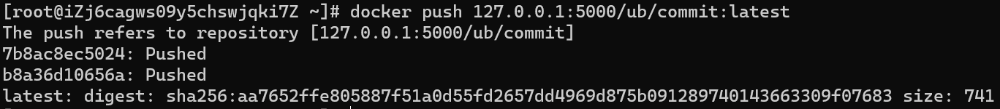 [root@iZj6cagws09y5chswjqki7Z ~]# docker push 127.0.0.1:5000/ub/commit:latest
The push refers to repository [127.0.0.1:5000/ub/commit]
7b8ac8ec5024: Pushed
b8a36d10656a: Pushed
latest: digest: sha256:aa7652ffe805887f51a0d55fd2657dd4969d875b091289740143663309f07683 size: 741